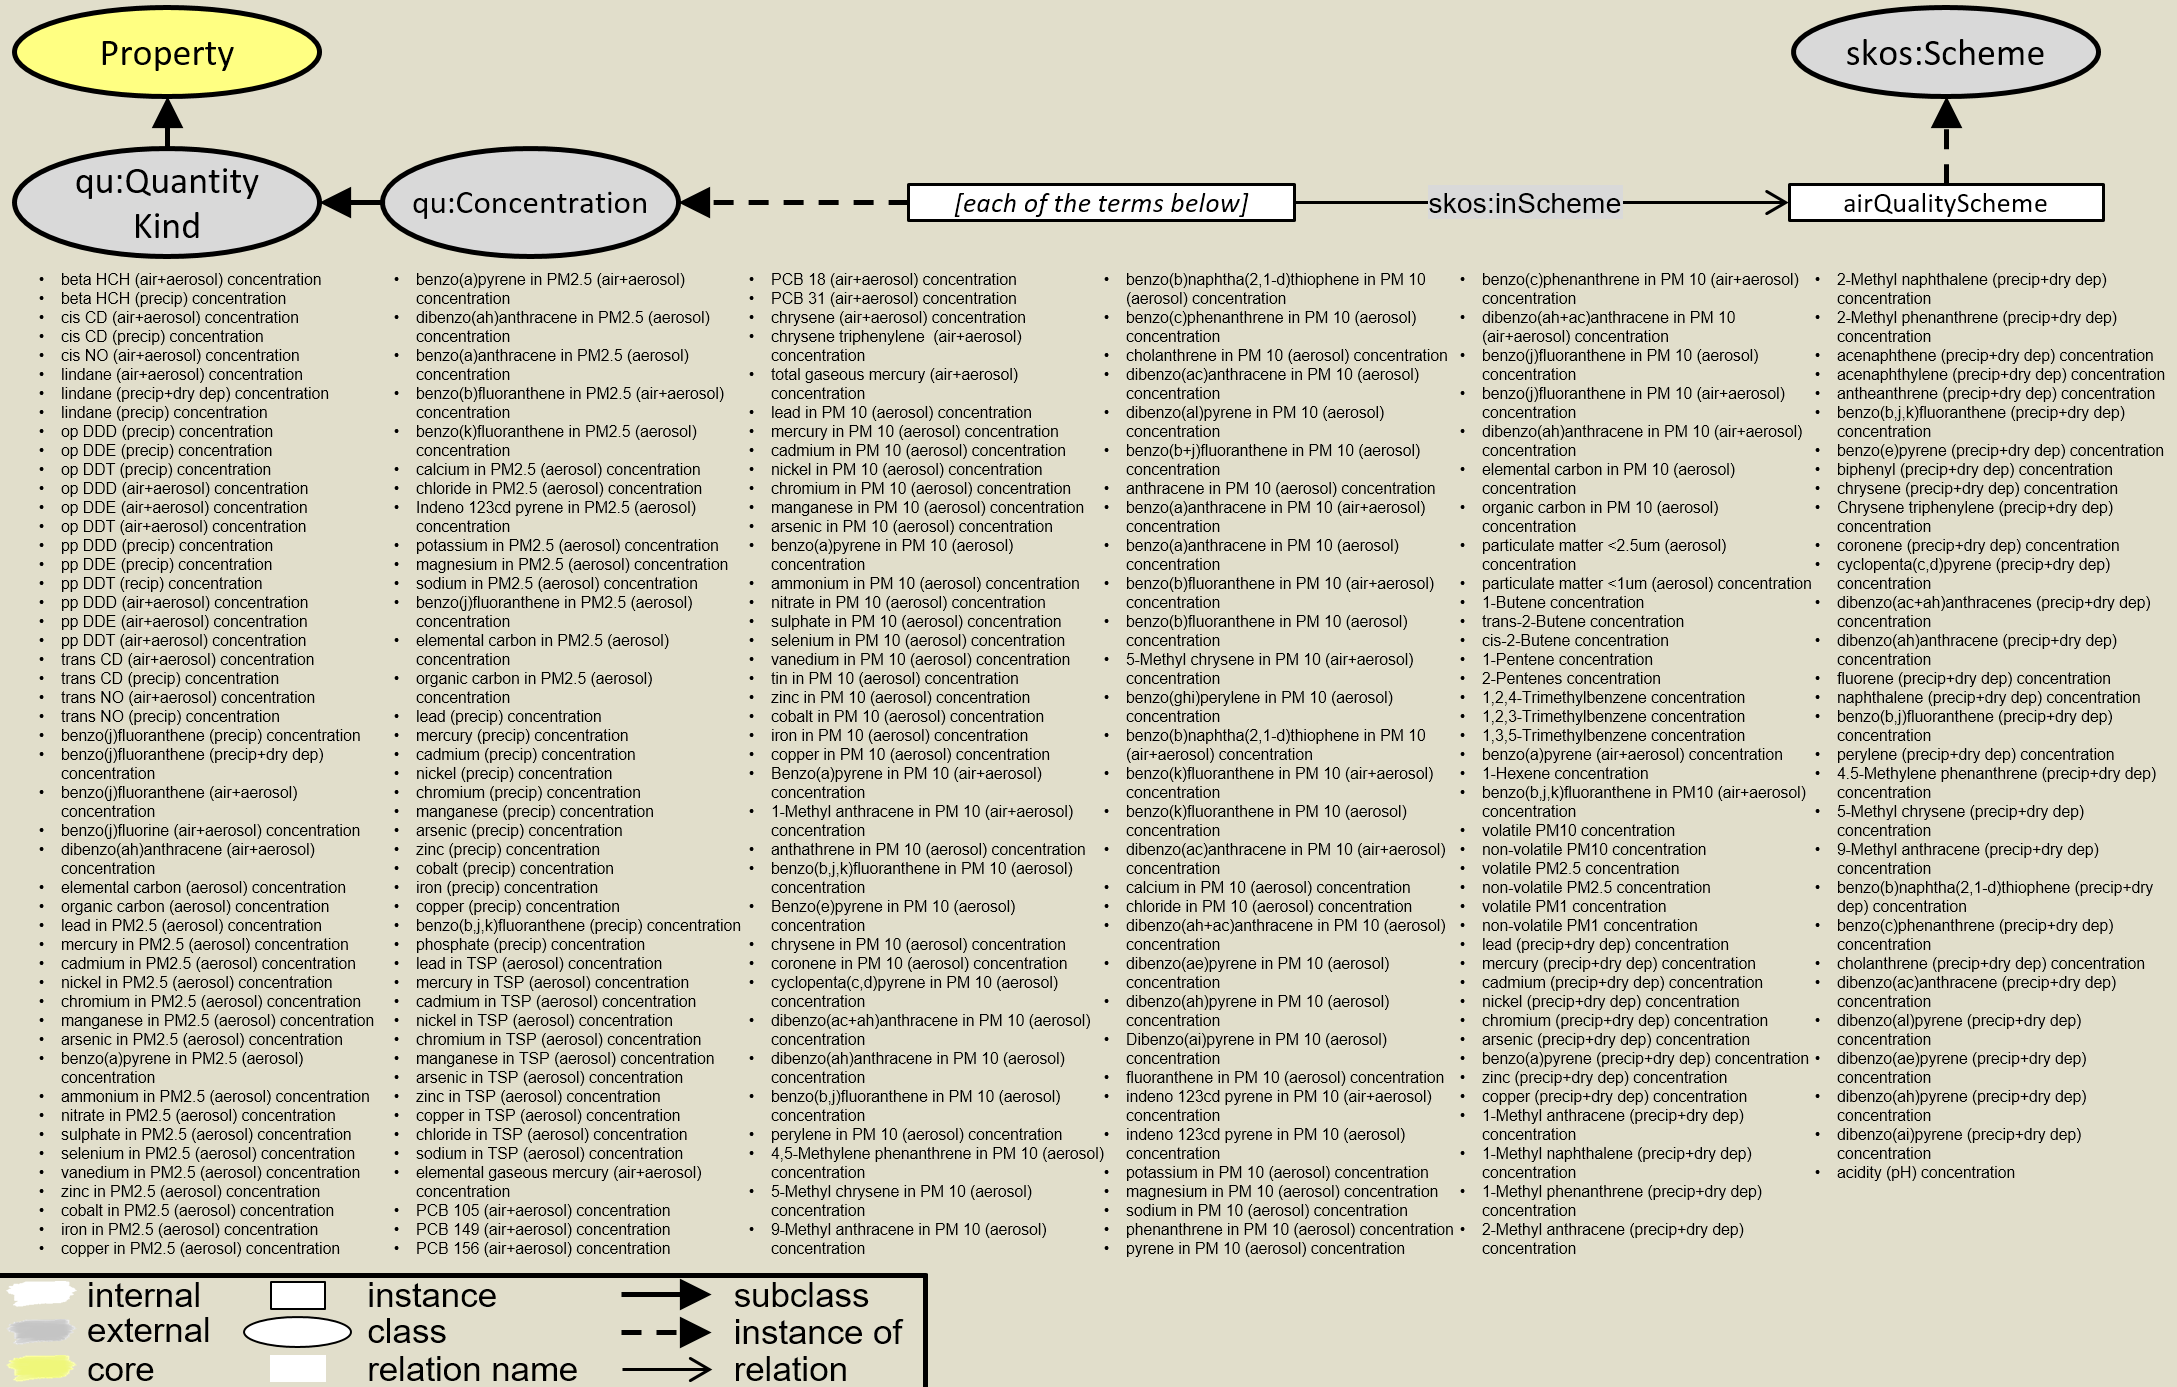 Property
skos:Scheme
qu:Quantity
Kind
qu:Concentration
[each of the terms below]
skos:inScheme
airQualityScheme
• beta HCH (air+aerosol) concentration
• beta HCH (precip) concentration
• cis CD (air+aerosol) concentration
• cis CD (precip) concentration
• cis NO (air+aerosol) concentration
• lindane (air+aerosol) concentration
• lindane (precip+dry dep) concentration
• lindane (precip) concentration
• op DDD (precip) concentration
• op DDE (precip) concentration
• op DDT (precip) concentration
• op DDD (air+aerosol) concentration
• op DDE (air+aerosol) concentration
• op DDT (air+aerosol) concentration
• pp DDD (precip) concentration
• pp DDE (precip) concentration
• pp DDT (recip) concentration
• pp DDD (air+aerosol) concentration
• pp DDE (air+aerosol) concentration
• pp DDT (air+aerosol) concentration
• trans CD (air+aerosol) concentration
• trans CD (precip) concentration
• trans NO (air+aerosol) concentration
• trans NO (precip) concentration
• benzo(j)fluoranthene (precip) concentration
• benzo(j)fluoranthene (precip+dry dep)
concentration
• benzo(j)fluoranthene (air+aerosol)
concentration
• benzo(j)fluorine (air+aerosol) concentration
• dibenzo(ah)anthracene (air+aerosol)
concentration
• elemental carbon (aerosol) concentration
• organic carbon (aerosol) concentration
• lead in PM2.5 (aerosol) concentration
• mercury in PM2.5 (aerosol) concentration
• cadmium in PM2.5 (aerosol) concentration
• nickel in PM2.5 (aerosol) concentration
• chromium in PM2.5 (aerosol) concentration
• manganese in PM2.5 (aerosol) concentration
• arsenic in PM2.5 (aerosol) concentration
• benzo(a)pyrene in PM2.5 (aerosol)
concentration
• ammonium in PM2.5 (aerosol) concentration
• nitrate in PM2.5 (aerosol) concentration
• sulphate in PM2.5 (aerosol) concentration
• selenium in PM2.5 (aerosol) concentration
• vanedium in PM2.5 (aerosol) concentration
• zinc in PM2.5 (aerosol) concentration
• cobalt in PM2.5 (aerosol) concentration
• iron in PM2.5 (aerosol) concentration
• copper in PM2.5 (aerosol) concentration
• benzo(a)pyrene in PM2.5 (air+aerosol)
concentration
• dibenzo(ah)anthracene in PM2.5 (aerosol)
concentration
• benzo(a)anthracene in PM2.5 (aerosol)
concentration
• benzo(b)fluoranthene in PM2.5 (air+aerosol)
concentration
• benzo(k)fluoranthene in PM2.5 (aerosol)
concentration
• calcium in PM2.5 (aerosol) concentration
• chloride in PM2.5 (aerosol) concentration
• Indeno 123cd pyrene in PM2.5 (aerosol)
concentration
• potassium in PM2.5 (aerosol) concentration
• magnesium in PM2.5 (aerosol) concentration
• sodium in PM2.5 (aerosol) concentration
• benzo(j)fluoranthene in PM2.5 (aerosol)
concentration
• elemental carbon in PM2.5 (aerosol)
concentration
• organic carbon in PM2.5 (aerosol)
concentration
• lead (precip) concentration
• mercury (precip) concentration
• cadmium (precip) concentration
• nickel (precip) concentration
• chromium (precip) concentration
• manganese (precip) concentration
• arsenic (precip) concentration
• zinc (precip) concentration
• cobalt (precip) concentration
• iron (precip) concentration
• copper (precip) concentration
• benzo(b,j,k)fluoranthene (precip) concentration
• phosphate (precip) concentration
• lead in TSP (aerosol) concentration
• mercury in TSP (aerosol) concentration
• cadmium in TSP (aerosol) concentration
• nickel in TSP (aerosol) concentration
• chromium in TSP (aerosol) concentration
• manganese in TSP (aerosol) concentration
• arsenic in TSP (aerosol) concentration
• zinc in TSP (aerosol) concentration
• copper in TSP (aerosol) concentration
• chloride in TSP (aerosol) concentration
• sodium in TSP (aerosol) concentration
• elemental gaseous mercury (air+aerosol)
concentration
• PCB 105 (air+aerosol) concentration
• PCB 149 (air+aerosol) concentration
• PCB 156 (air+aerosol) concentration
• PCB 18 (air+aerosol) concentration
• PCB 31 (air+aerosol) concentration
• chrysene (air+aerosol) concentration
• chrysene triphenylene  (air+aerosol)
concentration
• total gaseous mercury (air+aerosol)
concentration
• lead in PM 10 (aerosol) concentration
• mercury in PM 10 (aerosol) concentration
• cadmium in PM 10 (aerosol) concentration
• nickel in PM 10 (aerosol) concentration
• chromium in PM 10 (aerosol) concentration
• manganese in PM 10 (aerosol) concentration
• arsenic in PM 10 (aerosol) concentration
• benzo(a)pyrene in PM 10 (aerosol)
concentration
• ammonium in PM 10 (aerosol) concentration
• nitrate in PM 10 (aerosol) concentration
• sulphate in PM 10 (aerosol) concentration
• selenium in PM 10 (aerosol) concentration
• vanedium in PM 10 (aerosol) concentration
• tin in PM 10 (aerosol) concentration
• zinc in PM 10 (aerosol) concentration
• cobalt in PM 10 (aerosol) concentration
• iron in PM 10 (aerosol) concentration
• copper in PM 10 (aerosol) concentration
• Benzo(a)pyrene in PM 10 (air+aerosol)
concentration
• 1-Methyl anthracene in PM 10 (air+aerosol)
concentration
• anthathrene in PM 10 (aerosol) concentration
• benzo(b,j,k)fluoranthene in PM 10 (aerosol)
concentration
• Benzo(e)pyrene in PM 10 (aerosol)
concentration
• chrysene in PM 10 (aerosol) concentration
• coronene in PM 10 (aerosol) concentration
• cyclopenta(c,d)pyrene in PM 10 (aerosol)
concentration
• dibenzo(ac+ah)anthracene in PM 10 (aerosol)
concentration
• dibenzo(ah)anthracene in PM 10 (aerosol)
concentration
• benzo(b,j)fluoranthene in PM 10 (aerosol)
concentration
• perylene in PM 10 (aerosol) concentration
• 4,5-Methylene phenanthrene in PM 10 (aerosol)
concentration
• 5-Methyl chrysene in PM 10 (aerosol)
concentration
• 9-Methyl anthracene in PM 10 (aerosol)
concentration
• benzo(b)naphtha(2,1-d)thiophene in PM 10
(aerosol) concentration
• benzo(c)phenanthrene in PM 10 (aerosol)
concentration
• cholanthrene in PM 10 (aerosol) concentration
• dibenzo(ac)anthracene in PM 10 (aerosol)
concentration
• dibenzo(al)pyrene in PM 10 (aerosol)
concentration
• benzo(b+j)fluoranthene in PM 10 (aerosol)
concentration
• anthracene in PM 10 (aerosol) concentration
• benzo(a)anthracene in PM 10 (air+aerosol)
concentration
• benzo(a)anthracene in PM 10 (aerosol)
concentration
• benzo(b)fluoranthene in PM 10 (air+aerosol)
concentration
• benzo(b)fluoranthene in PM 10 (aerosol)
concentration
• 5-Methyl chrysene in PM 10 (air+aerosol)
concentration
• benzo(ghi)perylene in PM 10 (aerosol)
concentration
• benzo(b)naphtha(2,1-d)thiophene in PM 10
(air+aerosol) concentration
• benzo(k)fluoranthene in PM 10 (air+aerosol)
concentration
• benzo(k)fluoranthene in PM 10 (aerosol)
concentration
• dibenzo(ac)anthracene in PM 10 (air+aerosol)
concentration
• calcium in PM 10 (aerosol) concentration
• chloride in PM 10 (aerosol) concentration
• dibenzo(ah+ac)anthracene in PM 10 (aerosol)
concentration
• dibenzo(ae)pyrene in PM 10 (aerosol)
concentration
• dibenzo(ah)pyrene in PM 10 (aerosol)
concentration
• Dibenzo(ai)pyrene in PM 10 (aerosol)
concentration
• fluoranthene in PM 10 (aerosol) concentration
• indeno 123cd pyrene in PM 10 (air+aerosol)
concentration
• indeno 123cd pyrene in PM 10 (aerosol)
concentration
• potassium in PM 10 (aerosol) concentration
• magnesium in PM 10 (aerosol) concentration
• sodium in PM 10 (aerosol) concentration
• phenanthrene in PM 10 (aerosol) concentration
• pyrene in PM 10 (aerosol) concentration
• benzo(c)phenanthrene in PM 10 (air+aerosol)
concentration
• dibenzo(ah+ac)anthracene in PM 10
(air+aerosol) concentration
• benzo(j)fluoranthene in PM 10 (aerosol)
concentration
• benzo(j)fluoranthene in PM 10 (air+aerosol)
concentration
• dibenzo(ah)anthracene in PM 10 (air+aerosol)
concentration
• elemental carbon in PM 10 (aerosol)
concentration
• organic carbon in PM 10 (aerosol)
concentration
• particulate matter <2.5um (aerosol)
concentration
• particulate matter <1um (aerosol) concentration
• 1-Butene concentration
• trans-2-Butene concentration
• cis-2-Butene concentration
• 1-Pentene concentration
• 2-Pentenes concentration
• 1,2,4-Trimethylbenzene concentration
• 1,2,3-Trimethylbenzene concentration
• 1,3,5-Trimethylbenzene concentration
• benzo(a)pyrene (air+aerosol) concentration
• 1-Hexene concentration
• benzo(b,j,k)fluoranthene in PM10 (air+aerosol)
concentration
• volatile PM10 concentration
• non-volatile PM10 concentration
• volatile PM2.5 concentration
• non-volatile PM2.5 concentration
• volatile PM1 concentration
• non-volatile PM1 concentration
• lead (precip+dry dep) concentration
• mercury (precip+dry dep) concentration
• cadmium (precip+dry dep) concentration
• nickel (precip+dry dep) concentration
• chromium (precip+dry dep) concentration
• arsenic (precip+dry dep) concentration
• benzo(a)pyrene (precip+dry dep) concentration
• zinc (precip+dry dep) concentration
• copper (precip+dry dep) concentration
• 1-Methyl anthracene (precip+dry dep)
concentration
• 1-Methyl naphthalene (precip+dry dep)
concentration
• 1-Methyl phenanthrene (precip+dry dep)
concentration
• 2-Methyl anthracene (precip+dry dep)
concentration
• 2-Methyl naphthalene (precip+dry dep)
concentration
• 2-Methyl phenanthrene (precip+dry dep)
concentration
• acenaphthene (precip+dry dep) concentration
• acenaphthylene (precip+dry dep) concentration
• antheanthrene (precip+dry dep) concentration
• benzo(b,j,k)fluoranthene (precip+dry dep)
concentration
• benzo(e)pyrene (precip+dry dep) concentration
• biphenyl (precip+dry dep) concentration
• chrysene (precip+dry dep) concentration
• Chrysene triphenylene (precip+dry dep)
concentration
• coronene (precip+dry dep) concentration
• cyclopenta(c,d)pyrene (precip+dry dep)
concentration
• dibenzo(ac+ah)anthracenes (precip+dry dep)
concentration
• dibenzo(ah)anthracene (precip+dry dep)
concentration
• fluorene (precip+dry dep) concentration
• naphthalene (precip+dry dep) concentration
• benzo(b,j)fluoranthene (precip+dry dep)
concentration
• perylene (precip+dry dep) concentration
• 4.5-Methylene phenanthrene (precip+dry dep)
concentration
• 5-Methyl chrysene (precip+dry dep)
concentration
• 9-Methyl anthracene (precip+dry dep)
concentration
• benzo(b)naphtha(2,1-d)thiophene (precip+dry
dep) concentration
• benzo(c)phenanthrene (precip+dry dep)
concentration
• cholanthrene (precip+dry dep) concentration
• dibenzo(ac)anthracene (precip+dry dep)
concentration
• dibenzo(al)pyrene (precip+dry dep)
concentration
• dibenzo(ae)pyrene (precip+dry dep)
concentration
• dibenzo(ah)pyrene (precip+dry dep)
concentration
• dibenzo(ai)pyrene (precip+dry dep)
concentration
• acidity (pH) concentration
internal
instance
subclass
external
class
instance of
core
relation name
relation